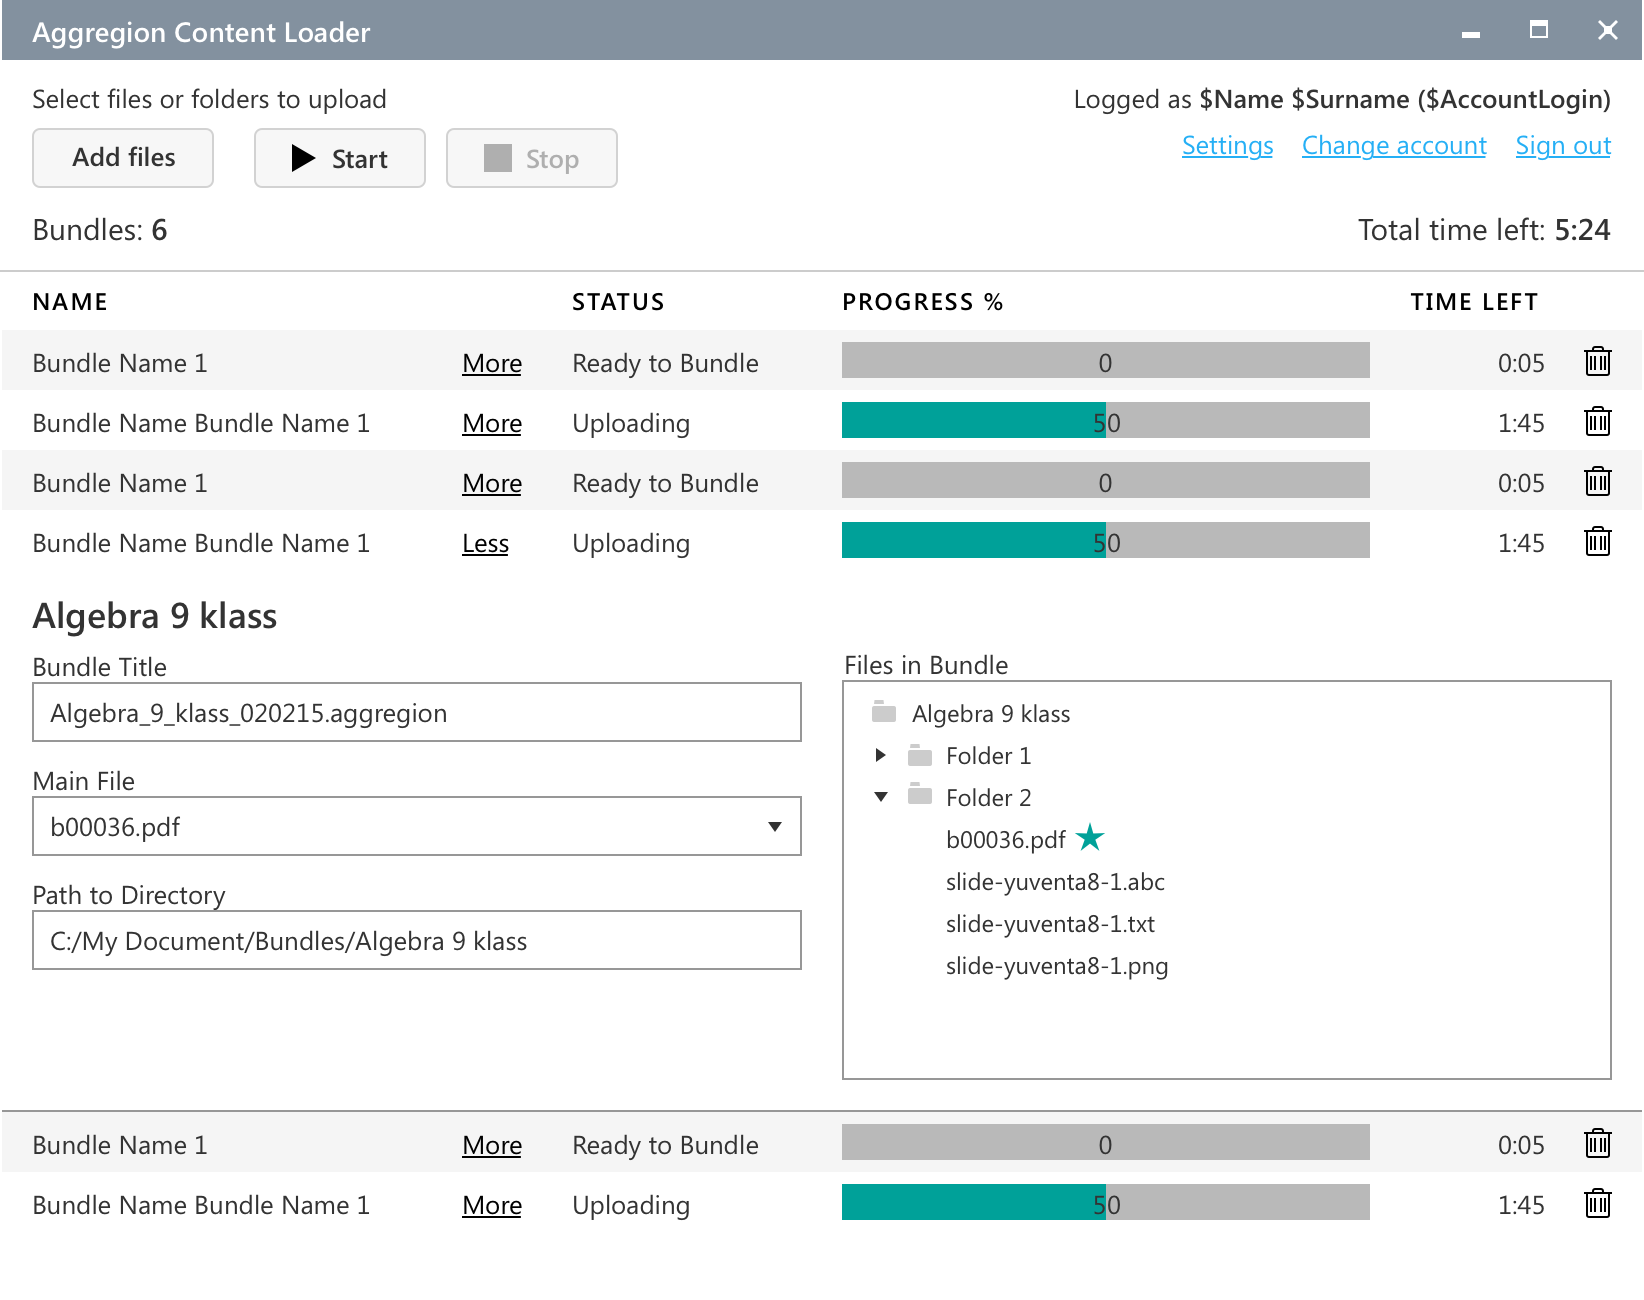 Aggregion Content Loader
Select files or folders to upload
Logged as $Name $Surname ($AccountLogin)
Add files
Start
Stop
Settings Change account Sign out
Bundles: 6
Total time left: 5:24
NAME STATUS PROGRESS % TIME LEFT
Bundle Name 1 More Ready to Bundle 0 0:05
Bundle Name Bundle Name 1 More Uploading 50 1:45
Bundle Name 1 More Ready to Bundle 0 0:05
Bundle Name Bundle Name 1 Less Uploading 50 1:45
Algebra 9 klass
Bundle Title
Algebra_9_klass_020215.aggregion
Main File
b00036.pdf
Path to Directory
C:/My Document/Bundles/Algebra 9 klass
Files in Bundle
Algebra 9 klass
Folder 1
Folder 2
b00036.pdf
slide-yuventa8-1.abc
slide-yuventa8-1.txt
slide-yuventa8-1.png
Bundle Name 1 More Ready to Bundle 0 0:05
Bundle Name Bundle Name 1 More Uploading 50 1:45